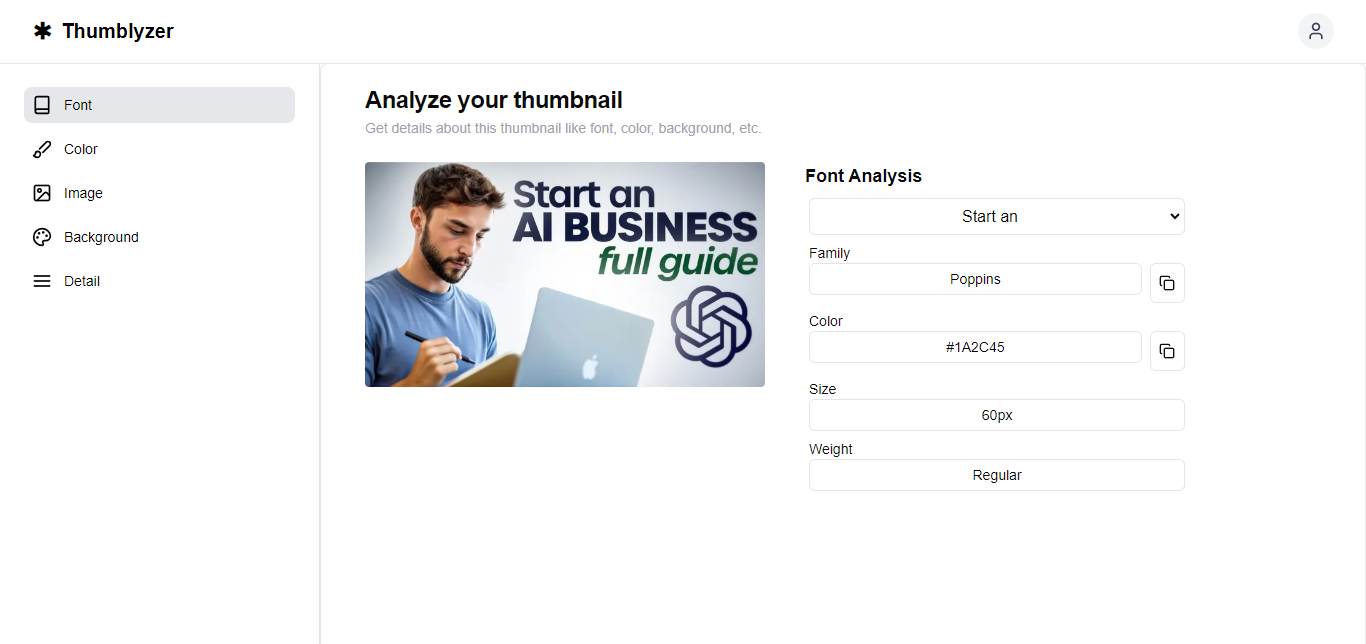 Thumblyzer
Font
Color
Image
Background
Detail
Analyze your thumbnail
Get details about this thumbnail like font, color, background, etc.
Start an
AI BUSINESS
full guide
Font Analysis
Start an
Family
Poppins
Color
#1A2C45
Size
60px
Weight
Regular